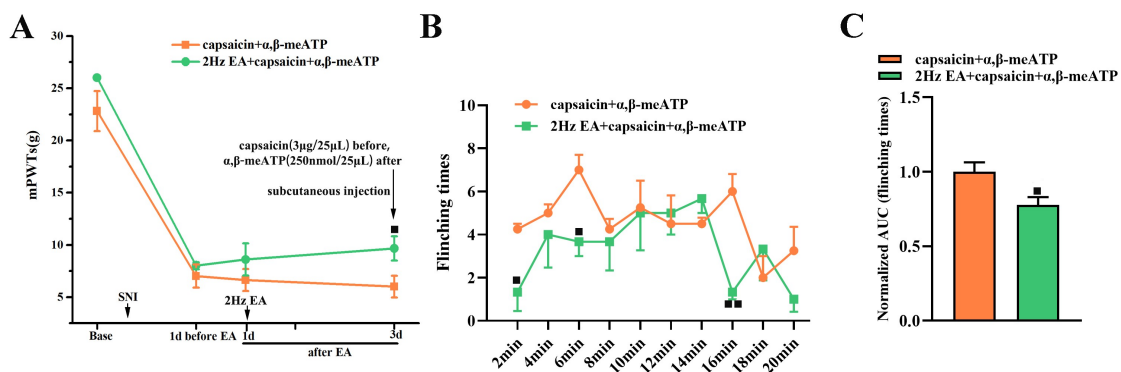 A
capsaicin+α,β-meATP
2Hz EA+capsaicin+α,β-meATP
mPWTs(g)
30
25
20
15
10
5
capsaicin(3μg/25μL) before,
α,β-meATP(250nmol/25μL) after
subcutaneous injection
SNI
2Hz EA
Base
1d before EA
1d
3d
after EA
B
capsaicin+α,β-meATP
2Hz EA+capsaicin+α,β-meATP
Flinching times
10
8
6
4
2
0
2min
4min
6min
8min
10min
12min
14min
16min
18min
20min
C
capsaicin+α,β-meATP
2Hz EA+capsaicin+α,β-meATP
Normalized AUC (flinching times)
1.5
1.0
0.5
0.0